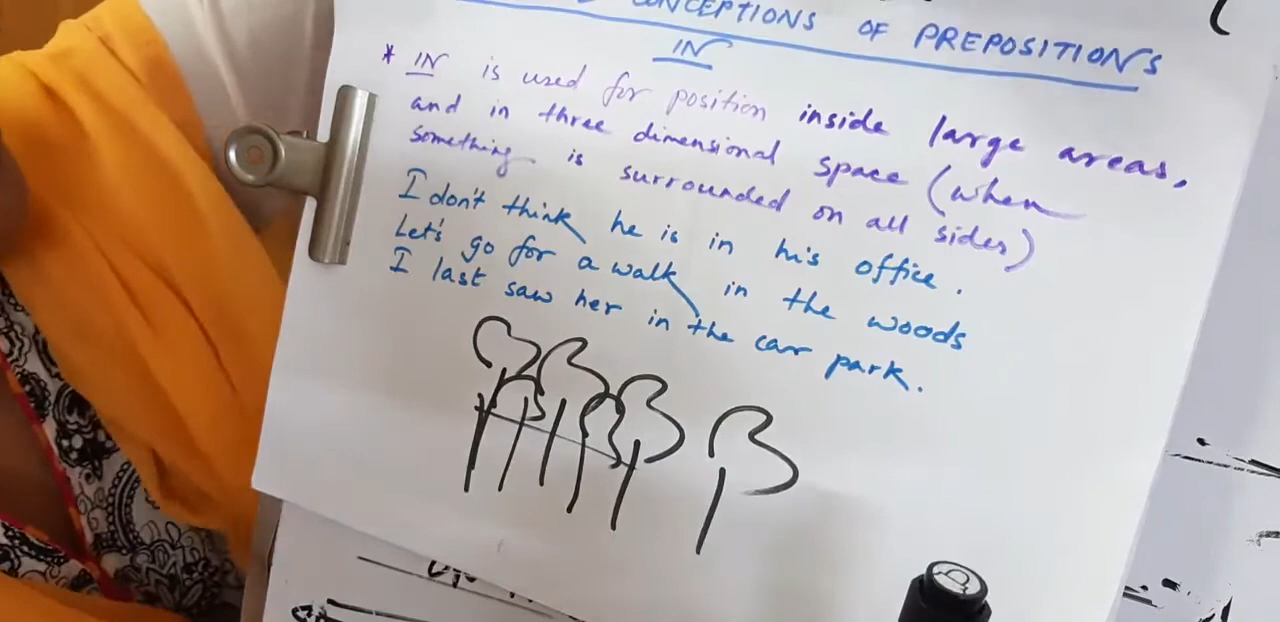 CONCEPTIONS OF PREPOSITIONS
IN
* IN is used for position inside large areas,
and in three dimensional space (when
something is surrounded on all sides)
I don't think he is in his office.
Let's go for a walk in the woods
I last saw her in the car park.